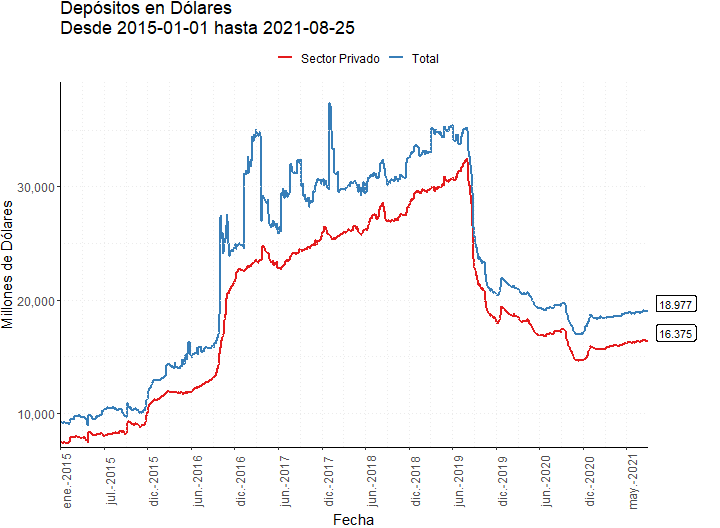 Depósitos en Dólares
Desde 2015-01-01 hasta 2021-08-25
Sector Privado
Total
Millones de Dólares
30,000
20,000
10,000
18.977
16.375
ene.-2015
jul.-2015
dic.-2015
jun.-2016
dic.-2016
jun.-2017
dic.-2017
jun.-2018
dic.-2018
jun.-2019
dic.-2019
jun.-2020
dic.-2020
may.-2021
Fecha